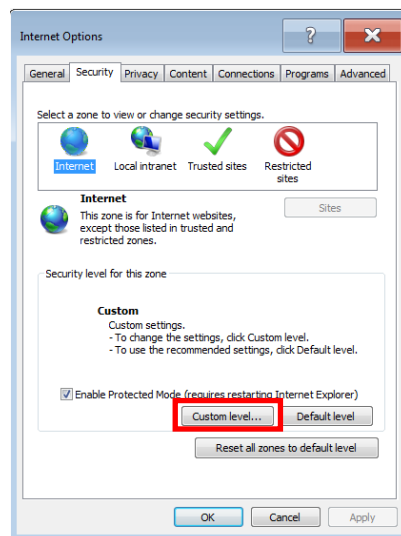 Internet Options
General Security Privacy Content Connections Programs Advanced
Select a zone to view or change security settings.
Internet Local intranet Trusted sites Restricted
sites
Internet
Sites
This zone is for Internet websites,
except those listed in trusted and
restricted zones.
Security level for this zone
Custom
Custom settings.
- To change the settings, click Custom level.
- To use the recommended settings, click Default level.
Enable Protected Mode (requires restarting Internet Explorer)
Custom level... Default level
Reset all zones to default level
OK Cancel Apply